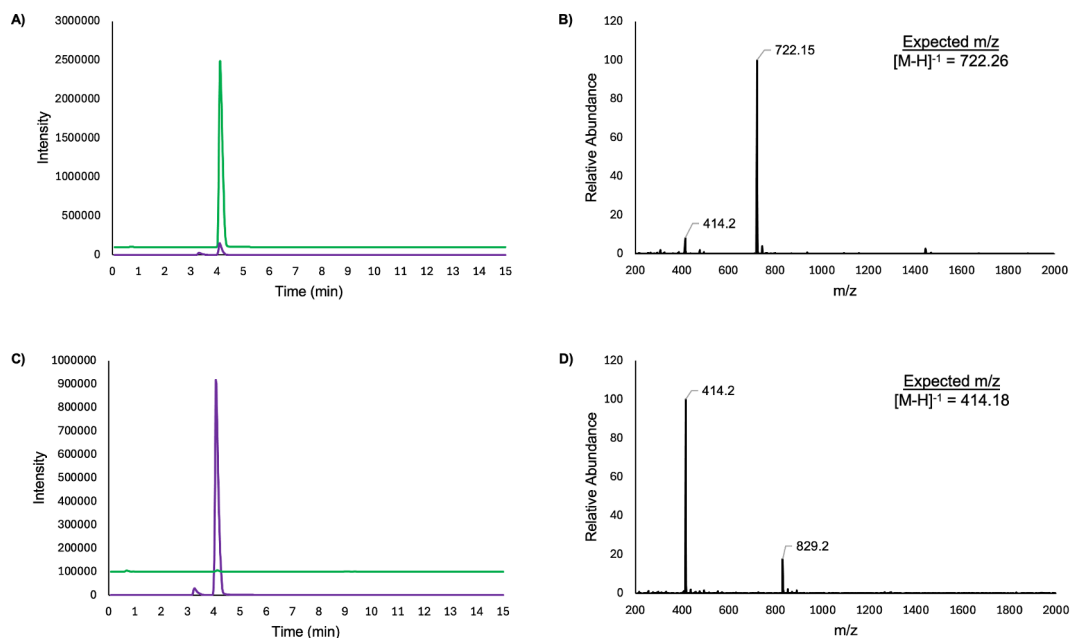 A)
3000000
2500000
2000000
1500000
1000000
500000
0
Intensity
0 1 2 3 4 5 6 7 8 9 10 11 12 13 14 15
Time (min)
B)
120
100
80
60
40
20
0
Relative Abundance
722.15
414.2
Expected m/z
[M-H]-1 = 722.26
200 400 600 800 1000 1200 1400 1600 1800 2000
m/z
C)
1000000
900000
800000
700000
600000
500000
400000
300000
200000
100000
0
Intensity
0 1 2 3 4 5 6 7 8 9 10 11 12 13 14 15
Time (min)
D)
120
100
80
60
40
20
0
Relative Abundance
414.2
829.2
Expected m/z
[M-H]-1 = 414.18
200 400 600 800 1000 1200 1400 1600 1800 2000
m/z